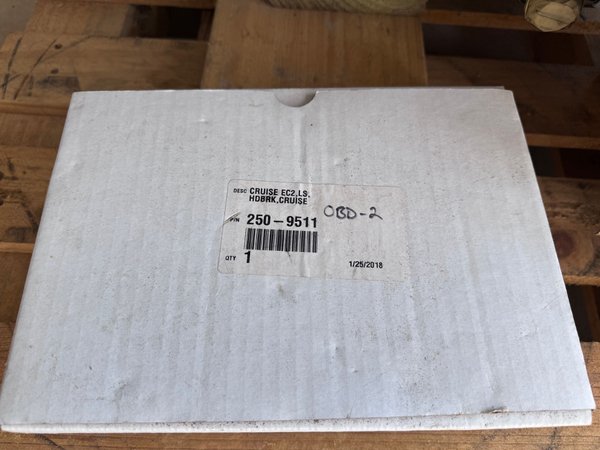 DESC CRUISE EC2,LS,
HDBRK,CRUISE
OBD-2
P/N 250-9511
QTY 1
1/25/2018